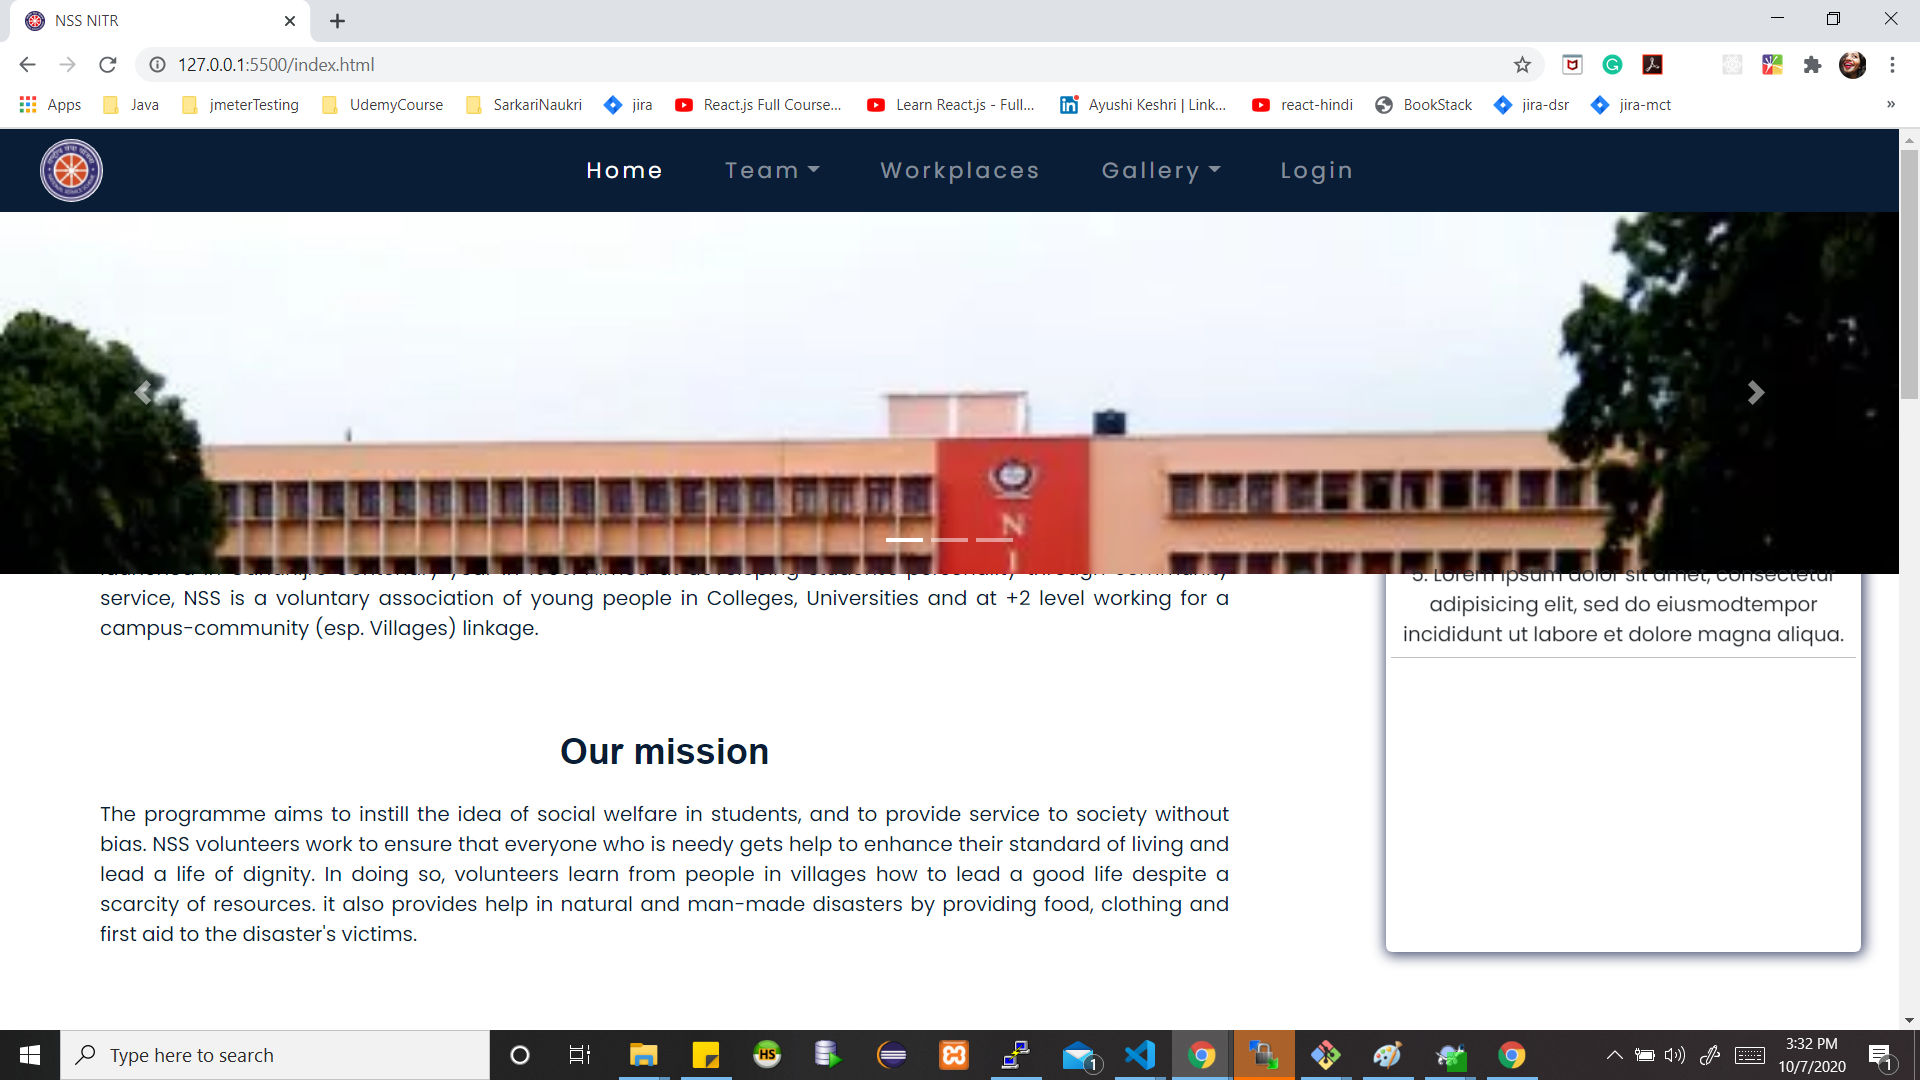 NSS NITR
127.0.0.1:5500/index.html
Apps Java jmeterTesting UdemyCourse SarkariNaukri jira React.js Full Course... Learn React.js - Full... Ayushi Keshri | Link... react-hindi BookStack jira-dsr jira-mct »
Home Team Workplaces Gallery Login
N
I
service, NSS is a voluntary association of young people in Colleges, Universities and at +2 level working for a
campus-community (esp. Villages) linkage.
Our mission
The programme aims to instill the idea of social welfare in students, and to provide service to society without
bias. NSS volunteers work to ensure that everyone who is needy gets help to enhance their standard of living and
lead a life of dignity. In doing so, volunteers learn from people in villages how to lead a good life despite a
scarcity of resources. it also provides help in natural and man-made disasters by providing food, clothing and
first aid to the disaster's victims.
5. Lorem ipsum dolor sit amet, consectetur
adipisicing elit, sed do eiusmodtempor
incididunt ut labore et dolore magna aliqua.
Type here to search
HS
1
3:32 PM
10/7/2020
1